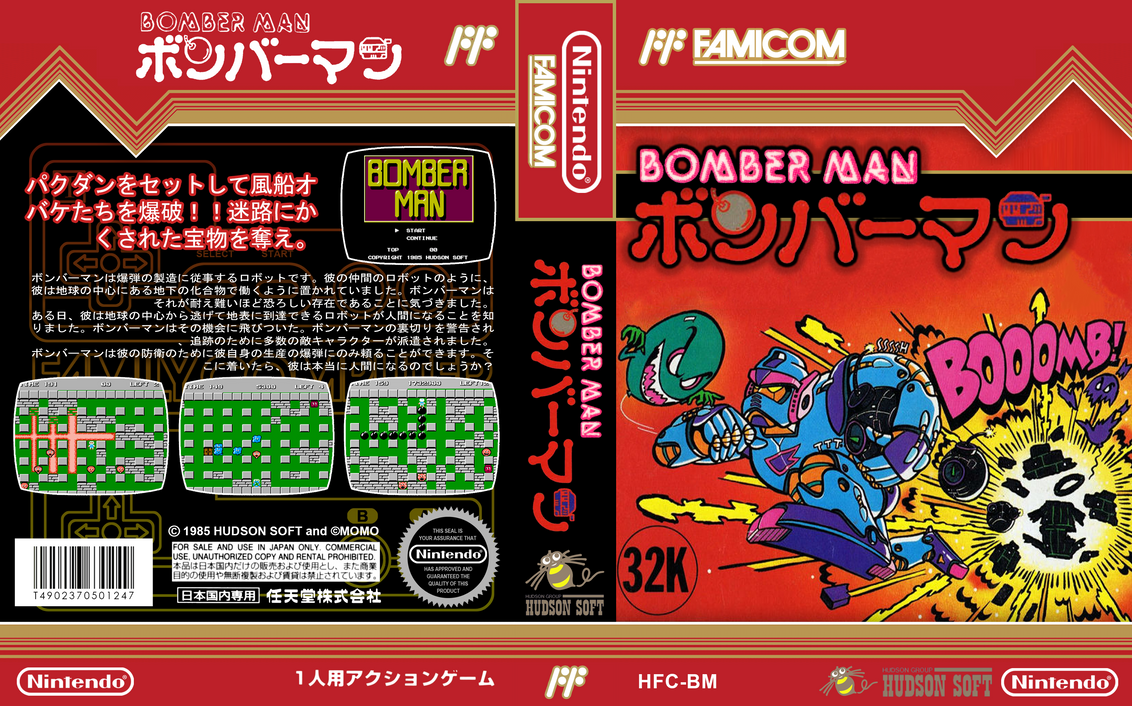 BOMBER MAN
ボンバーマン
パクダンをセットして風船オ
バケたちを爆破！！迷路にか
くされた宝物を奪え。
SELECT START
BOMBER
MAN
START
CONTINUE
TOP 00
COPYRIGHT 1985 HUDSON SOFT
ボンバーマンは爆弾の製造に従事するロボットです。彼の仲間のロボットのように、
彼は地球の中心にある地下の化合物で働くように置かれていました。ボンバーマンは
それが耐え難いほど恐ろしい存在であることに気づきました。
ある日、彼は地球の中心から逃げて地表に到達できるロボットが人間になることを知
りました。ボンバーマンはその機会に飛びついた。ボンバーマンの裏切りを警告され
、追跡のために多数の敵キャラクターが派遣されました。
ボンバーマンは彼の防衛のために彼自身の生産の爆弾にのみ頼ることができます。そ
こに着いたら、彼は本当に人間になるのでしょうか？
B
© 1985 HUDSON SOFT and ©MOMO
FOR SALE AND USE IN JAPAN ONLY. COMMERCIAL
USE, UNAUTHORIZED COPY AND RENTAL PROHIBITED.
本品は日本国内だけの販売および使用とし、また商業
目的の使用や無断複製および賃貸は禁止されています。
日本国内専用 任天堂株式会社
THIS SEAL IS
YOUR ASSURANCE THAT
Nintendo®
HAS APPROVED AND
GUARANTEED THE
QUALITY OF THIS
PRODUCT
T4902370501247
Nintendo®
1人用アクションゲーム
Nintendo®
FAMICOM
BOMBER MAN
ボンバーマン
HUDSON GROUP
HUDSON SOFT
FAMICOM
BOMBER MAN
ボンバーマン
SSSSH
BOOOMB!
TTT
32K
HFC-BM
HUDSON GROUP
HUDSON SOFT
Nintendo®